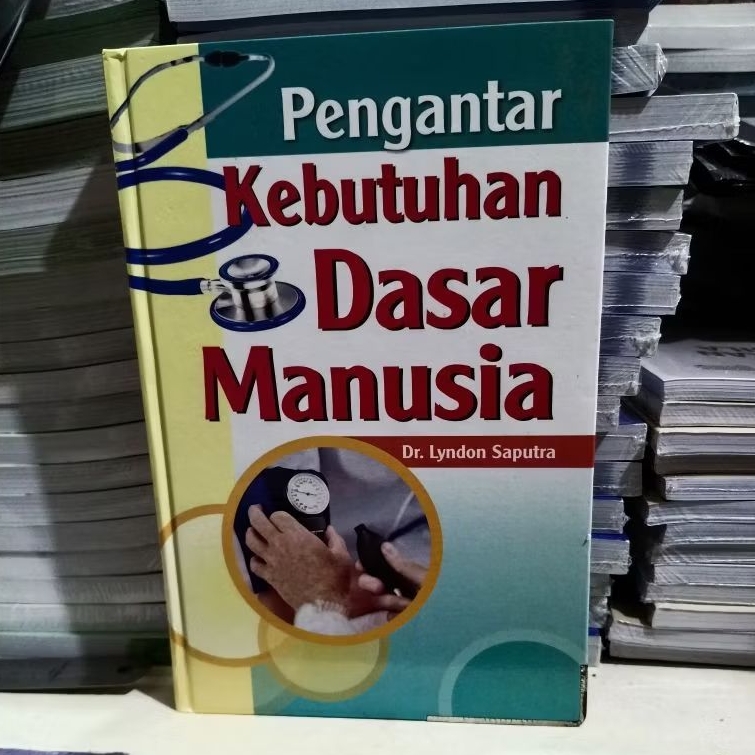 Pengantar
Kebutuhan
Dasar
Manusia
Dr. Lyndon Saputra